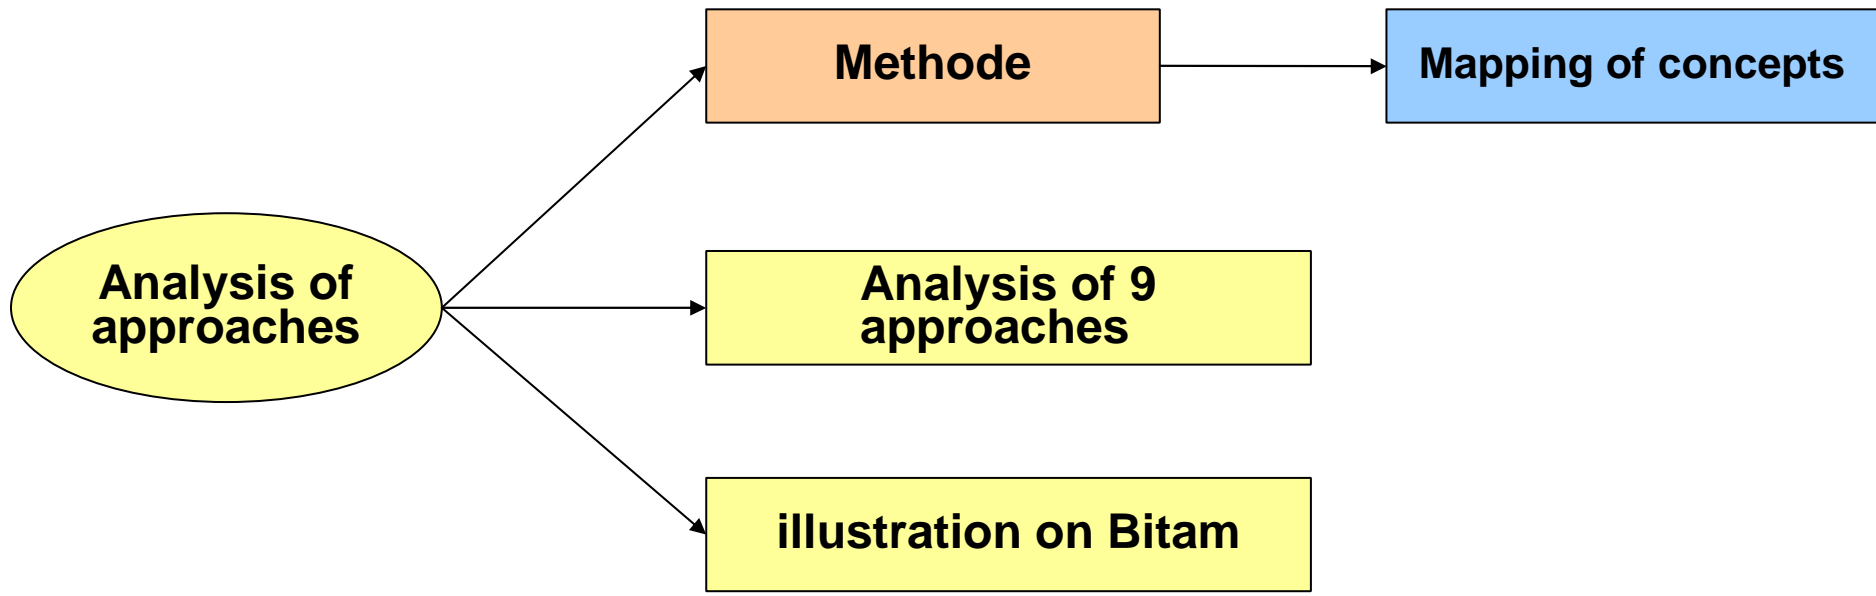 Methode
Mapping of concepts
Analysis of
approaches
Analysis of 9
approaches
illustration on Bitam